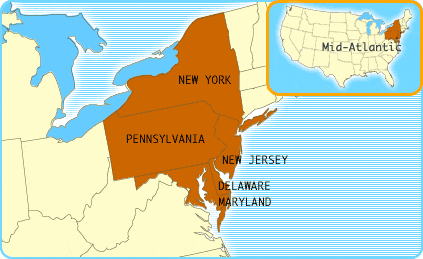 Mid-Atlantic
NEW YORK
PENNSYLVANIA
NEW JERSEY
DELAWARE
MARYLAND